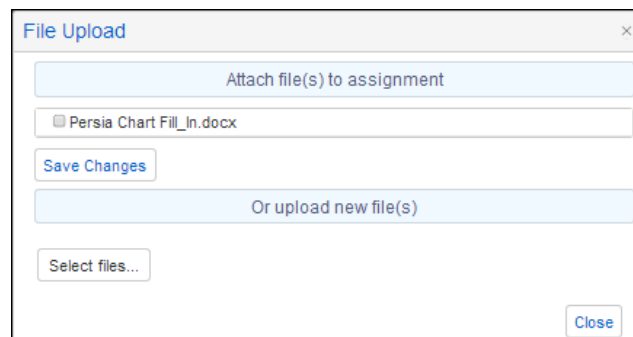 File Upload ×
Attach file(s) to assignment
Persia Chart Fill_In.docx
Save Changes
Or upload new file(s)
Select files...
Close